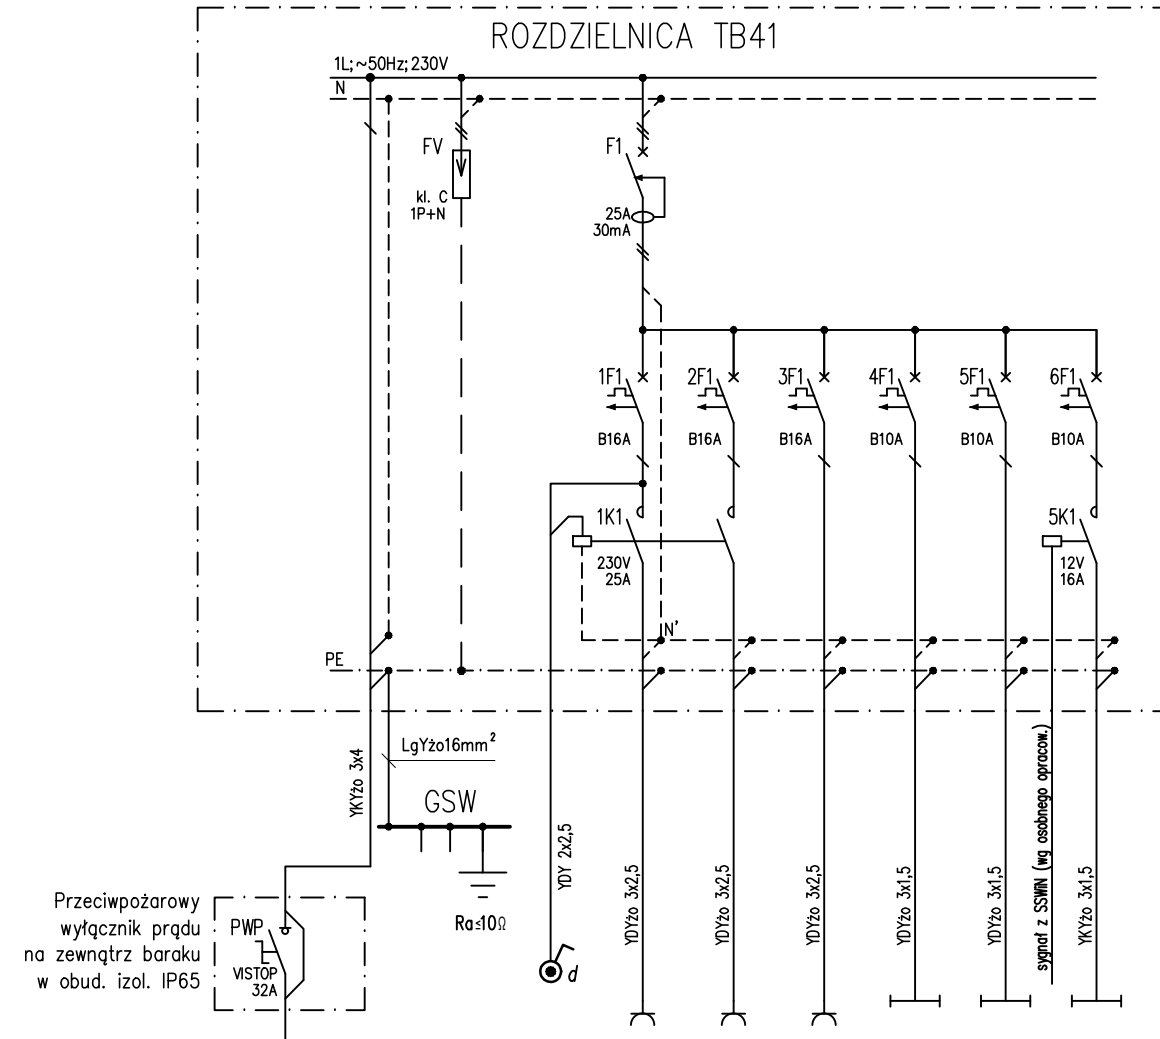 ROZDZIELNICA TB41
1L;~50Hz;230V
N
FV
kl. C
1P+N
F1
25A
30mA
1F1
2F1
3F1
4F1
5F1
6F1
B16A
B16A
B16A
B10A
B10A
B10A
1K1
230V
25A
5K1
12V
16A
N'
PE
YKYżo 3x4
LgYżo16mm²
GSW
Ra≤10Ω
YDY 2x2,5
d
YDYżo 3x2,5
YDYżo 3x2,5
YDYżo 3x2,5
YDYżo 3x1,5
YDYżo 3x1,5
sygnał z SSWiN (wg osobnego opracow.)
YKYżo 3x1,5
Przeciwpożarowy
wyłącznik prądu
na zewnątrz baraku
w obud. izol. IP65
PWP
VISTOP
32A